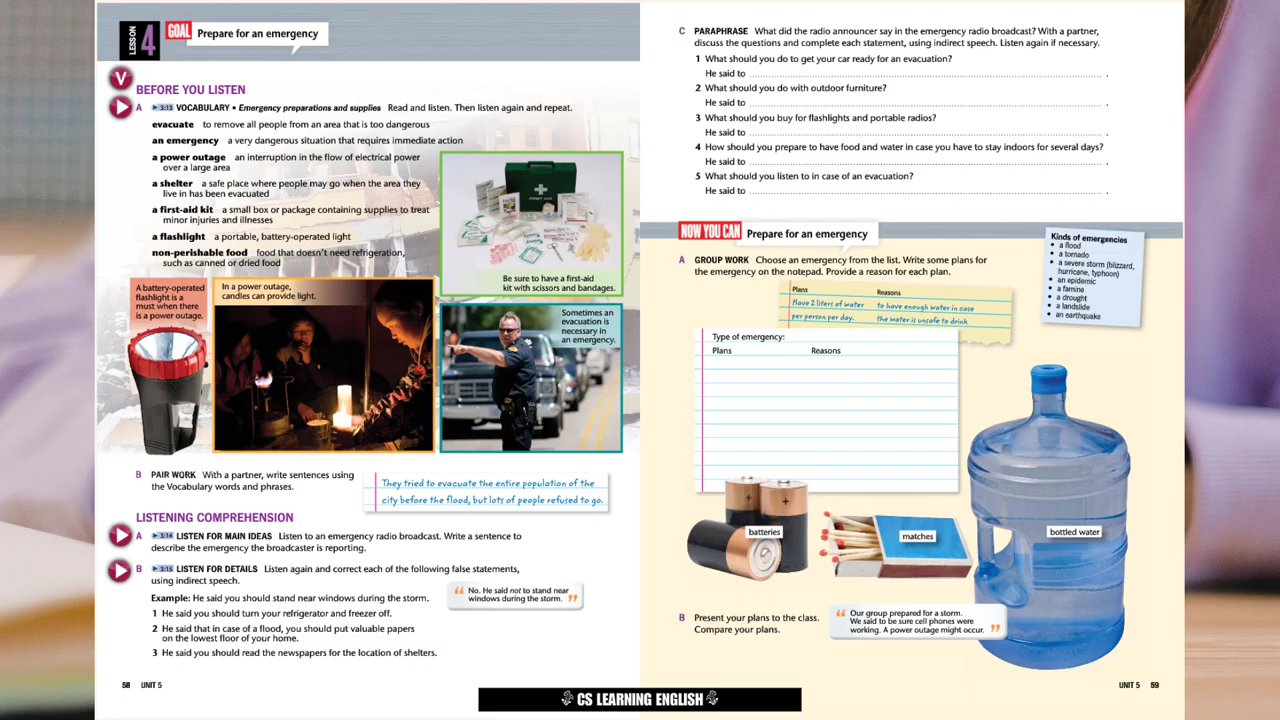 LESSON
4
GOAL
Prepare for an emergency
V
BEFORE YOU LISTEN
A 3:13 VOCABULARY • Emergency preparations and supplies Read and listen. Then listen again and repeat.
evacuate to remove all people from an area that is too dangerous
an emergency a very dangerous situation that requires immediate action
a power outage an interruption in the flow of electrical power
over a large area
a shelter a safe place where people may go when the area they
live in has been evacuated
a first-aid kit a small box or package containing supplies to treat
minor injuries and illnesses
a flashlight a portable, battery-operated light
non-perishable food food that doesn't need refrigeration,
such as canned or dried food
FIRST AID
Be sure to have a first-aid
kit with scissors and bandages.
A battery-operated
flashlight is a
must when there
is a power outage.
In a power outage,
candles can provide light.
Sometimes an
evacuation is
necessary in
an emergency.
B PAIR WORK With a partner, write sentences using
the Vocabulary words and phrases.
They tried to evacuate the entire population of the
city before the flood, but lots of people refused to go.
LISTENING COMPREHENSION
A 3:14 LISTEN FOR MAIN IDEAS Listen to an emergency radio broadcast. Write a sentence to
describe the emergency the broadcaster is reporting.
B 3:15 LISTEN FOR DETAILS Listen again and correct each of the following false statements,
using indirect speech.
Example: He said you should stand near windows during the storm.
“ No. He said not to stand near
windows during the storm. ”
1 He said you should turn your refrigerator and freezer off.
2 He said that in case of a flood, you should put valuable papers
on the lowest floor of your home.
3 He said you should read the newspapers for the location of shelters.
58 UNIT 5
C PARAPHRASE What did the radio announcer say in the emergency radio broadcast? With a partner,
discuss the questions and complete each statement, using indirect speech. Listen again if necessary.
1 What should you do to get your car ready for an evacuation?
He said to .
2 What should you do with outdoor furniture?
He said to .
3 What should you buy for flashlights and portable radios?
He said to .
4 How should you prepare to have food and water in case you have to stay indoors for several days?
He said to .
5 What should you listen to in case of an evacuation?
He said to .
NOW YOU CAN
Prepare for an emergency
A GROUP WORK Choose an emergency from the list. Write some plans for
the emergency on the notepad. Provide a reason for each plan.
Kinds of emergencies
• a flood
• a tornado
• a severe storm (blizzard,
hurricane, typhoon)
• an epidemic
• a famine
• a drought
• a landslide
• an earthquake
Plans Reasons
Have 2 liters of water to have enough water in case
per person per day. the water is unsafe to drink
Type of emergency:
Plans Reasons
batteries
matches
bottled water
B Present your plans to the class.
Compare your plans.
“ Our group prepared for a storm.
We said to be sure cell phones were
working. A power outage might occur. ”
UNIT 5 59
CS LEARNING ENGLISH